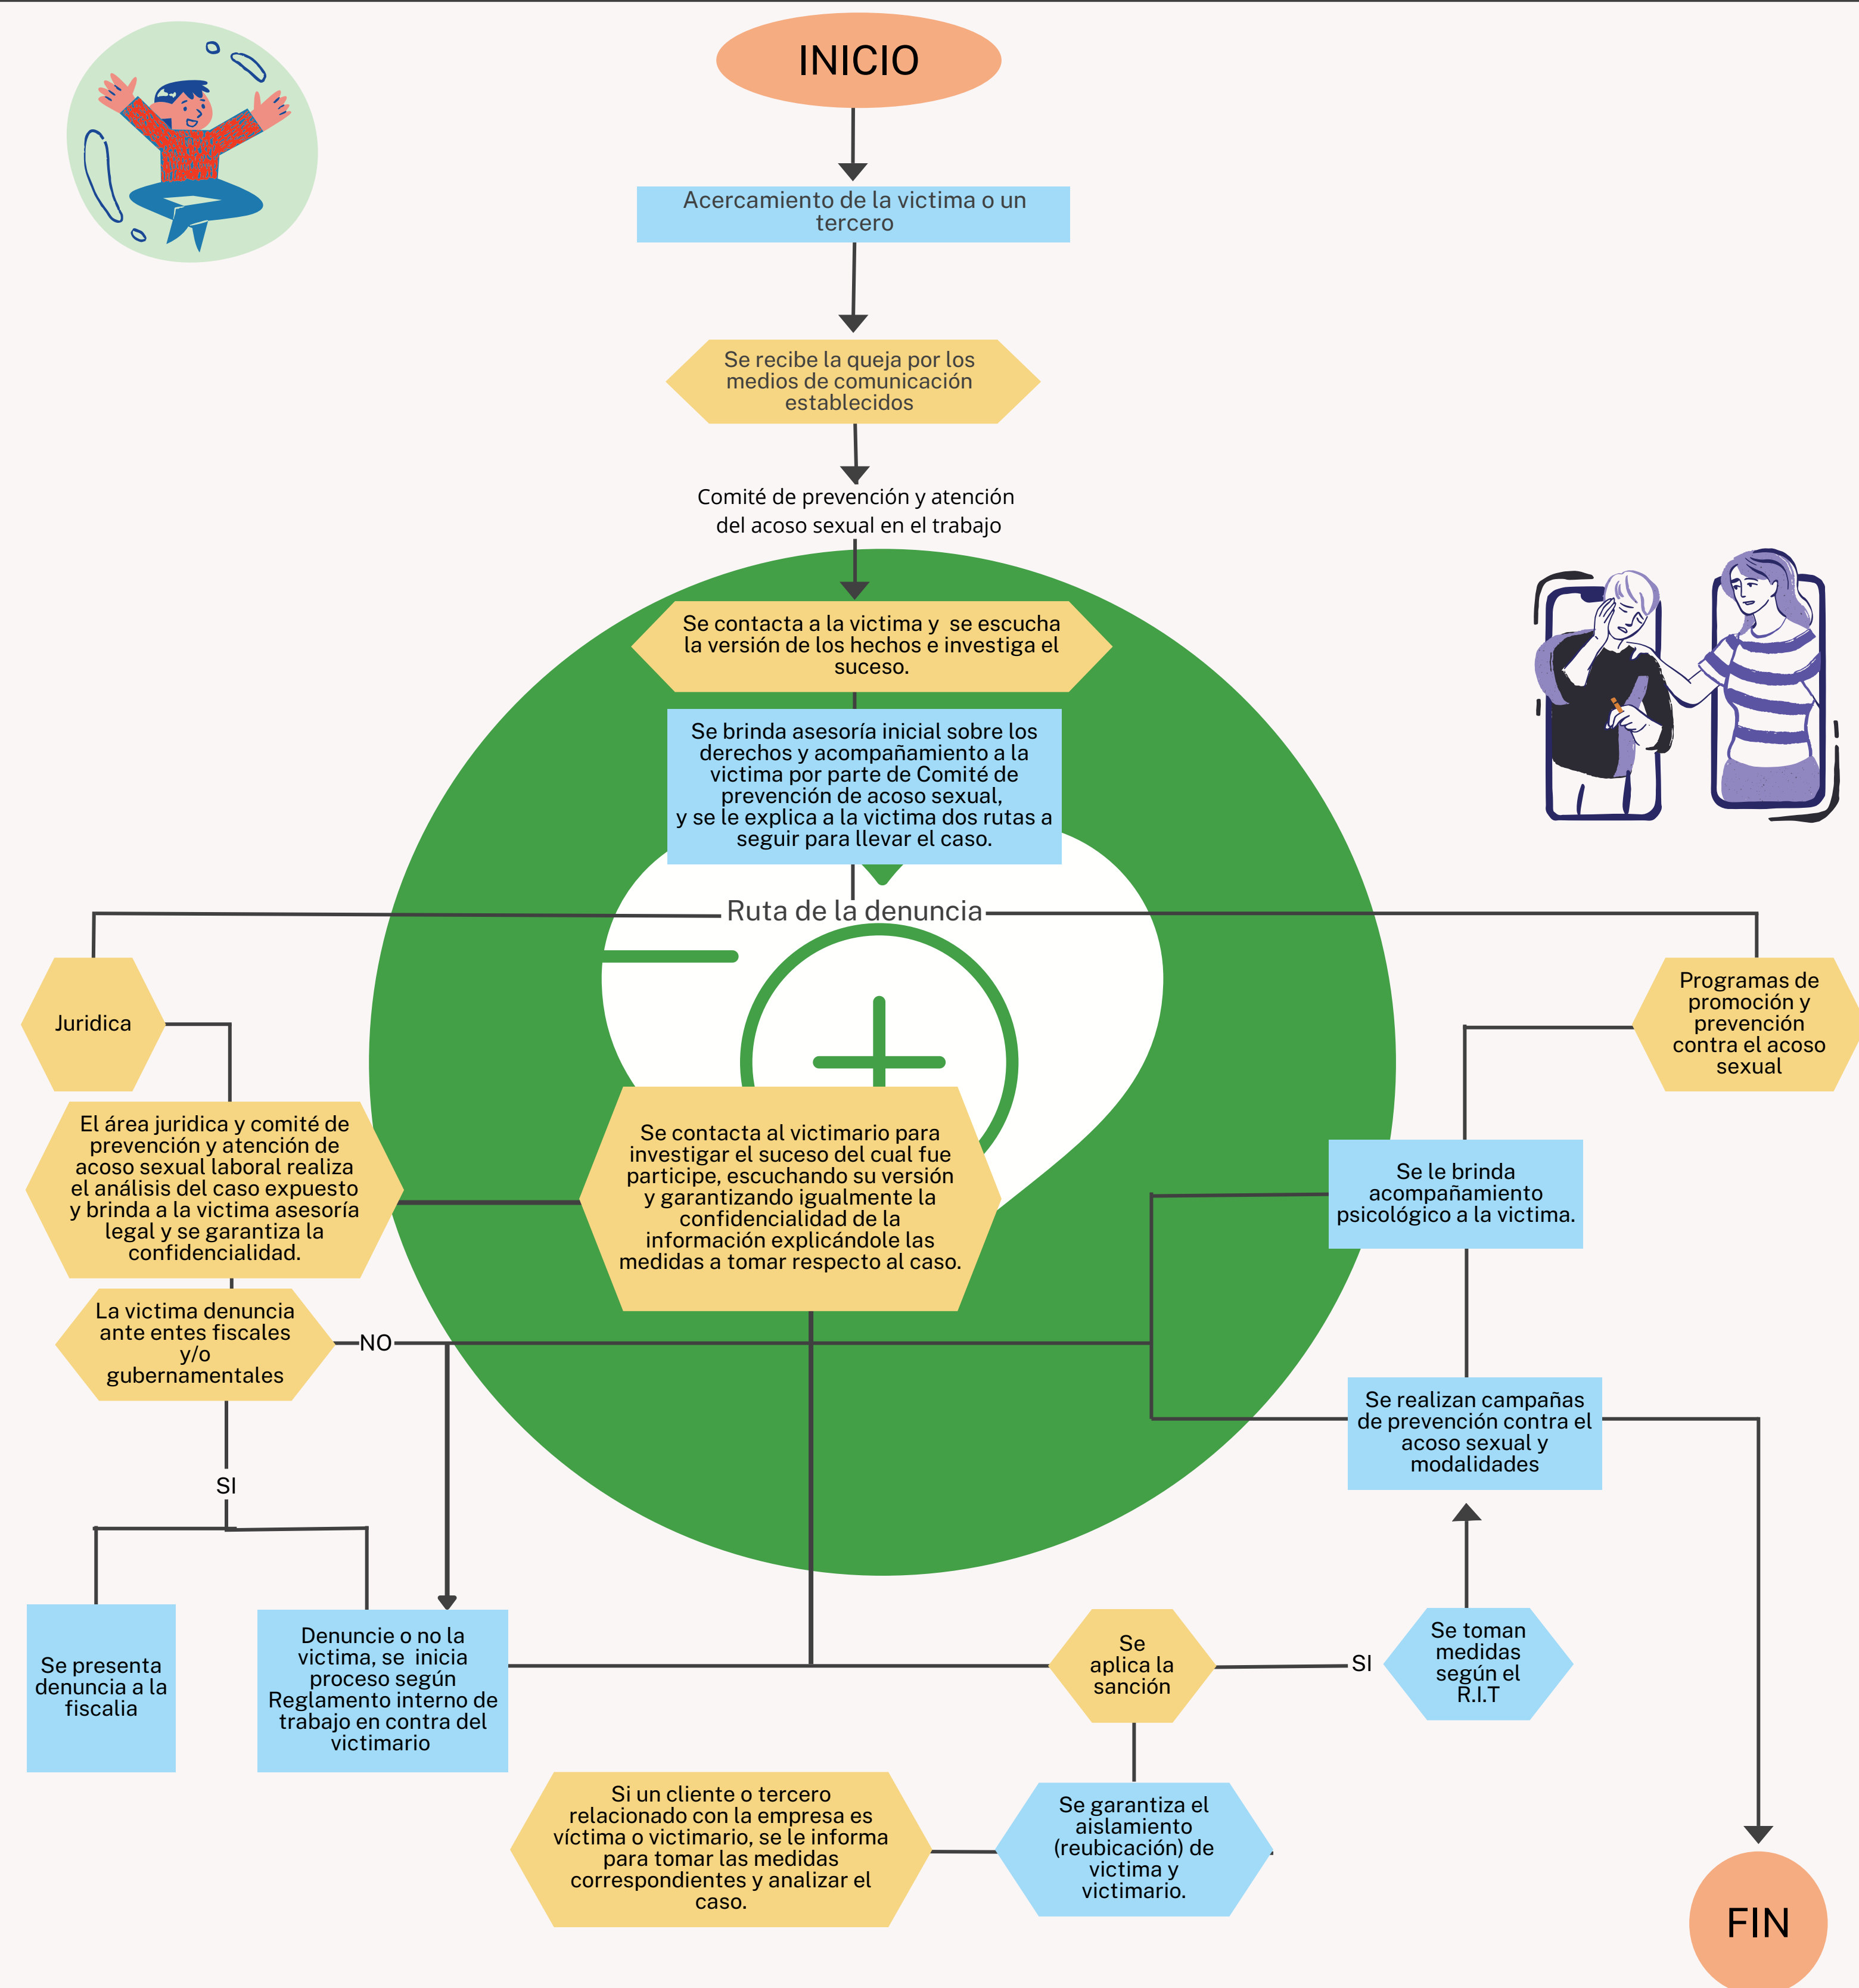 INICIO
Acercamiento de la victima o un
tercero
Se recibe la queja por los
medios de comunicación
establecidos
Comité de prevención y atención
del acoso sexual en el trabajo
Se contacta a la victima y  se escucha
la versión de los hechos e investiga el
suceso.
Se brinda asesoría inicial sobre los
derechos y acompañamiento a la
victima por parte de Comité de
prevención de acoso sexual,
y se le explica a la victima dos rutas a
seguir para llevar el caso.
Ruta de la denuncia
Juridica
Programas de
promoción y
prevención
contra el acoso
sexual
El área juridica y comité de
prevención y atención de
acoso sexual laboral realiza
el análisis del caso expuesto
y brinda a la victima asesoría
legal y se garantiza la
confidencialidad.
Se contacta al victimario para
investigar el suceso del cual fue
participe, escuchando su versión
y garantizando igualmente la
confidencialidad de la
información explicándole las
medidas a tomar respecto al caso.
Se le brinda
acompañamiento
psicológico a la victima.
La victima denuncia
ante entes fiscales
y/o
gubernamentales
NO
Se realizan campañas
de prevención contra el
acoso sexual y
modalidades
SI
Se presenta
denuncia a la
fiscalia
Denuncie o no la
victima, se  inicia
proceso según
Reglamento interno de
trabajo en contra del
victimario
Se
aplica la
sanción
SI
Se toman
medidas
según el
R.I.T
Si un cliente o tercero
relacionado con la empresa es
víctima o victimario, se le informa
para tomar las medidas
correspondientes y analizar el
caso.
Se garantiza el
aislamiento
(reubicación) de
victima y
victimario.
FIN